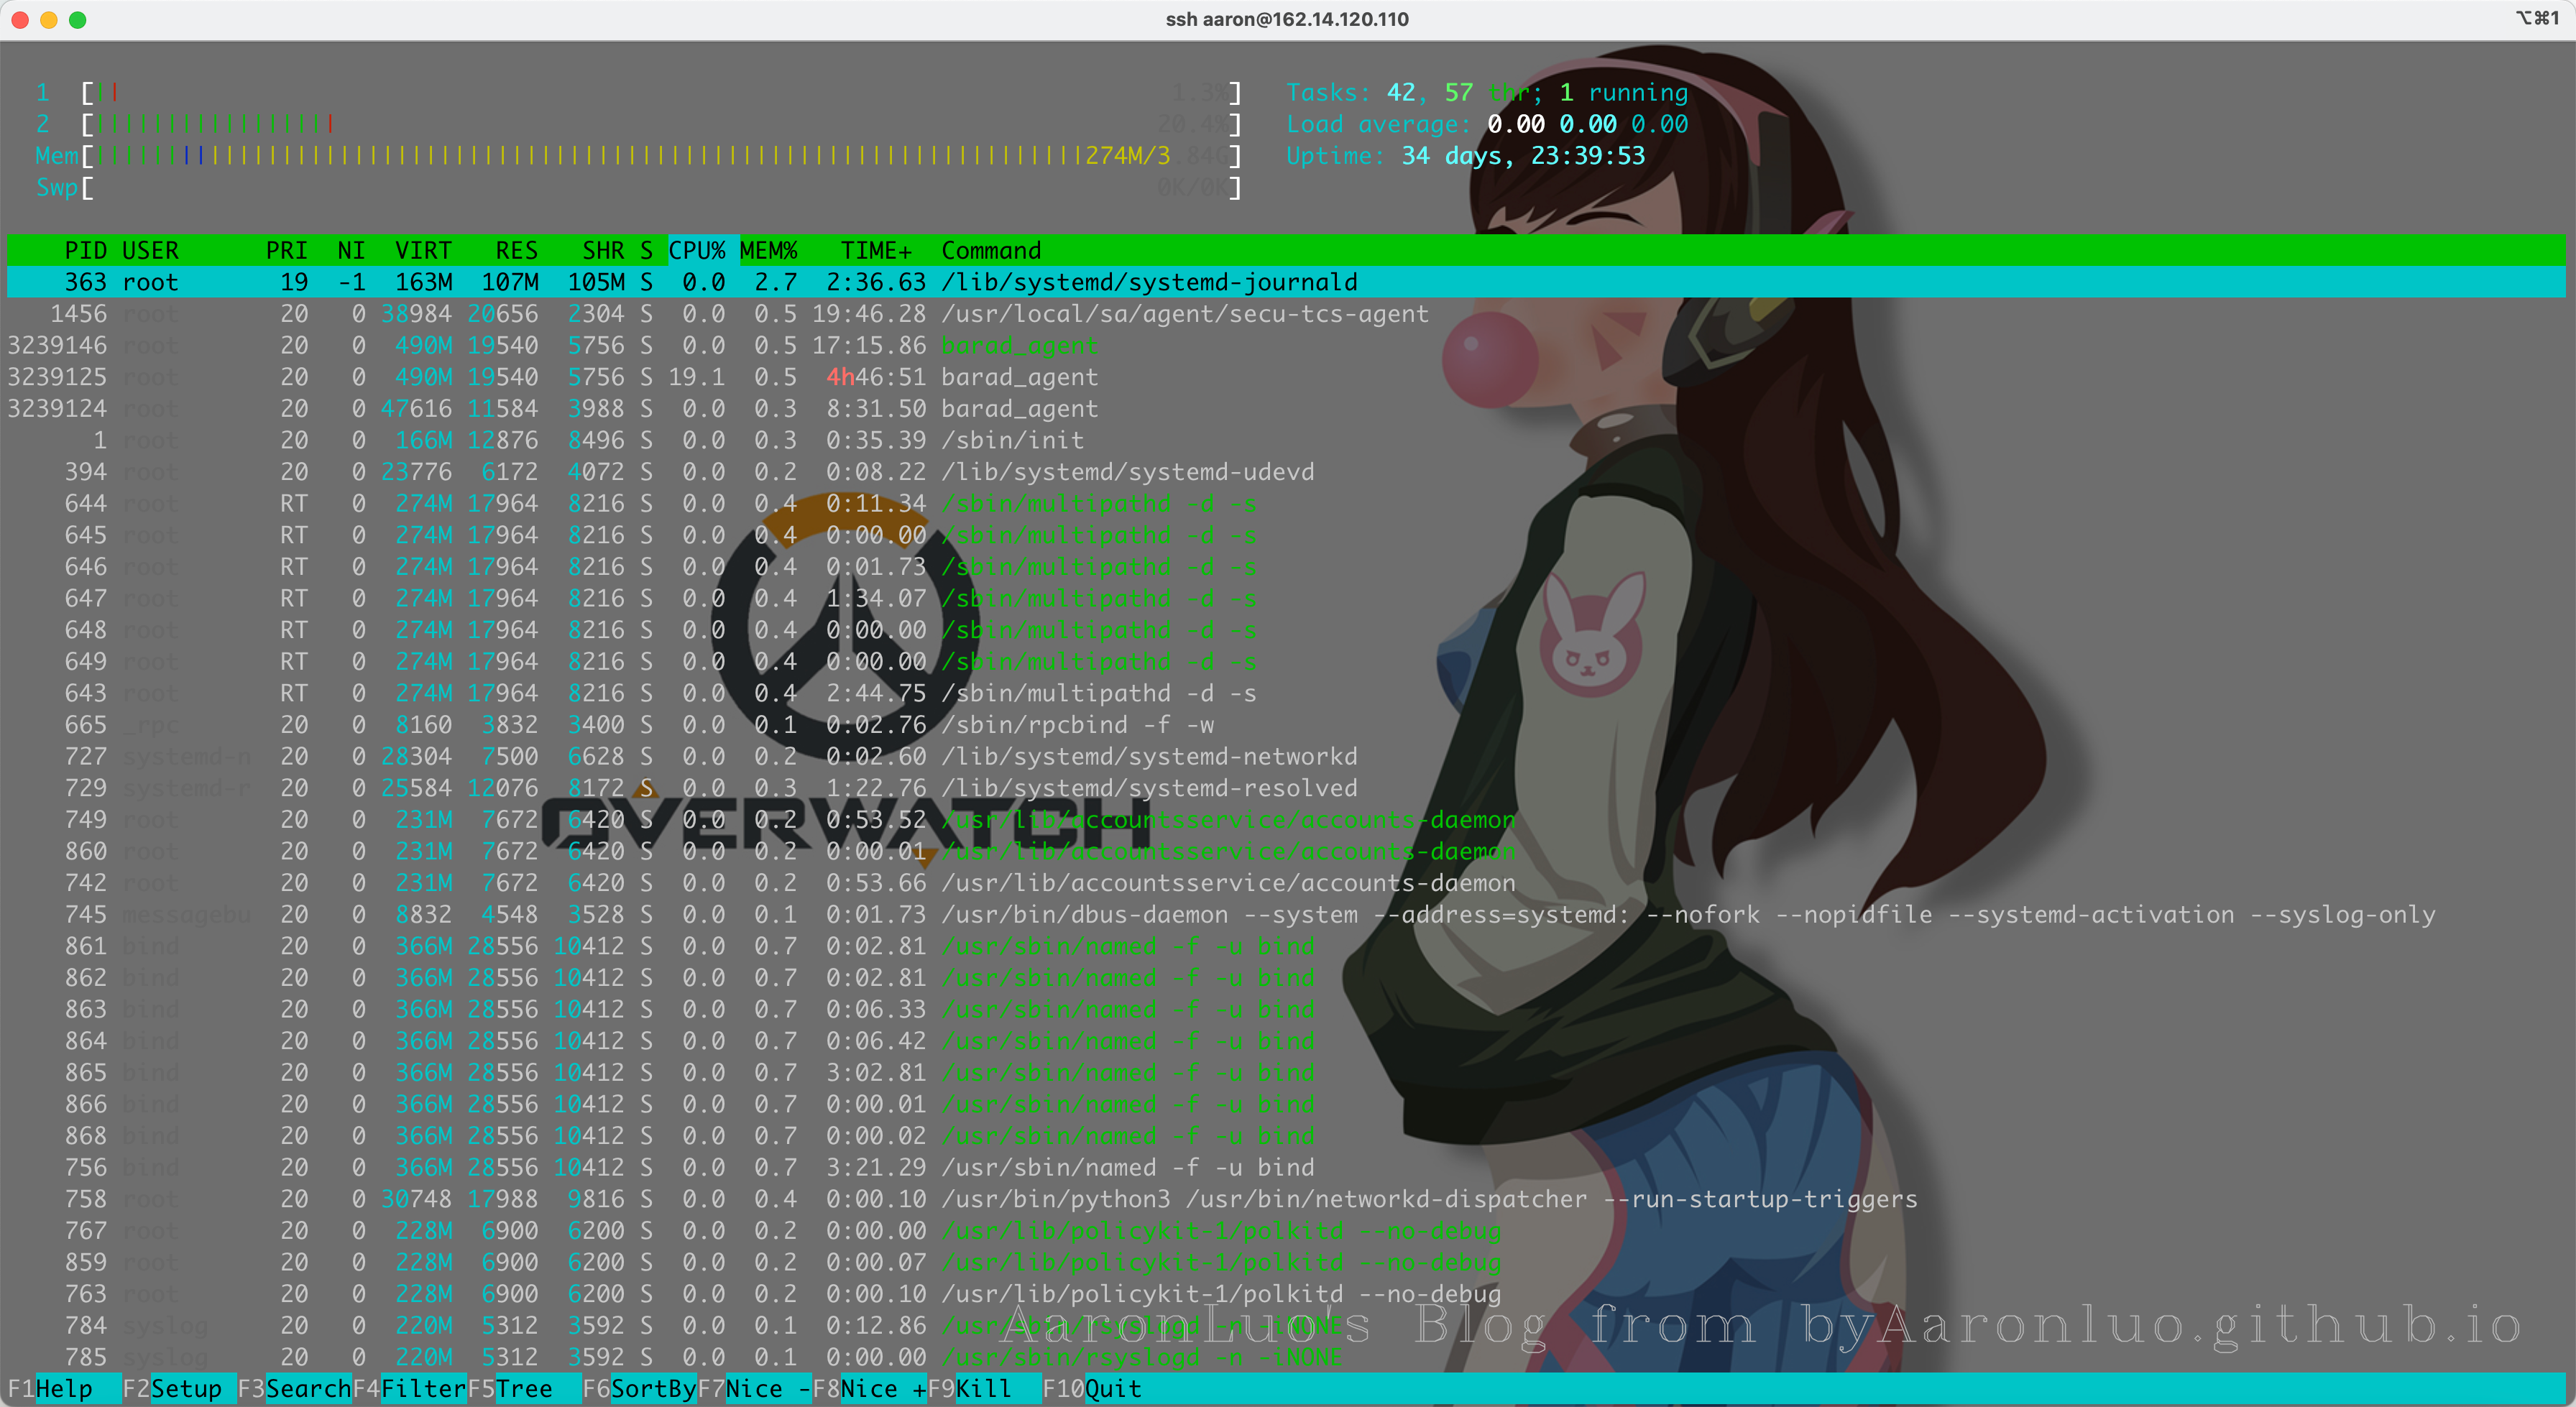 ssh aaron@162.14.120.110
⌥⌘1
1 [|| 1.3%] Tasks: 42, 57 thr; 1 running
2 [||||||||||||||||| 20.4%] Load average: 0.00 0.00 0.00
Mem[ 274M/3.84G] Uptime: 34 days, 23:39:53
Swp[ 0K/0K]
PID USER PRI NI VIRT RES SHR S CPU% MEM% TIME+ Command
363 root 19 -1 163M 107M 105M S 0.0 2.7 2:36.63 /lib/systemd/systemd-journald
1456 root 20 0 38984 20656 2304 S 0.0 0.5 19:46.28 /usr/local/sa/agent/secu-tcs-agent
3239146 root 20 0 490M 19540 5756 S 0.0 0.5 17:15.86 barad_agent
3239125 root 20 0 490M 19540 5756 S 19.1 0.5 4h46:51 barad_agent
3239124 root 20 0 47616 11584 3988 S 0.0 0.3 8:31.50 barad_agent
1 root 20 0 166M 12876 8496 S 0.0 0.3 0:35.39 /sbin/init
394 root 20 0 23776 6172 4072 S 0.0 0.2 0:08.22 /lib/systemd/systemd-udevd
644 root RT 0 274M 17964 8216 S 0.0 0.4 0:11.34 /sbin/multipathd -d -s
645 root RT 0 274M 17964 8216 S 0.0 0.4 0:00.00 /sbin/multipathd -d -s
646 root RT 0 274M 17964 8216 S 0.0 0.4 0:01.73 /sbin/multipathd -d -s
647 root RT 0 274M 17964 8216 S 0.0 0.4 1:34.07 /sbin/multipathd -d -s
648 root RT 0 274M 17964 8216 S 0.0 0.4 0:00.00 /sbin/multipathd -d -s
649 root RT 0 274M 17964 8216 S 0.0 0.4 0:00.00 /sbin/multipathd -d -s
643 root RT 0 274M 17964 8216 S 0.0 0.4 2:44.75 /sbin/multipathd -d -s
665 _rpc 20 0 8160 3832 3400 S 0.0 0.1 0:02.76 /sbin/rpcbind -f -w
727 systemd-n 20 0 28304 7500 6628 S 0.0 0.2 0:02.60 /lib/systemd/systemd-networkd
729 systemd-r 20 0 25584 12076 8172 S 0.0 0.3 1:22.76 /lib/systemd/systemd-resolved
OVERWATCH
749 root 20 0 231M 7672 6420 S 0.0 0.2 0:53.52 /usr/lib/accountsservice/accounts-daemon
860 root 20 0 231M 7672 6420 S 0.0 0.2 0:00.01 /usr/lib/accountsservice/accounts-daemon
742 root 20 0 231M 7672 6420 S 0.0 0.2 0:53.66 /usr/lib/accountsservice/accounts-daemon
745 messagebu 20 0 8832 4548 3528 S 0.0 0.1 0:01.73 /usr/bin/dbus-daemon --system --address=systemd: --nofork --nopidfile --systemd-activation --syslog-only
861 bind 20 0 366M 28556 10412 S 0.0 0.7 0:02.81 /usr/sbin/named -f -u bind
862 bind 20 0 366M 28556 10412 S 0.0 0.7 0:02.81 /usr/sbin/named -f -u bind
863 bind 20 0 366M 28556 10412 S 0.0 0.7 0:06.33 /usr/sbin/named -f -u bind
864 bind 20 0 366M 28556 10412 S 0.0 0.7 0:06.42 /usr/sbin/named -f -u bind
865 bind 20 0 366M 28556 10412 S 0.0 0.7 3:02.81 /usr/sbin/named -f -u bind
866 bind 20 0 366M 28556 10412 S 0.0 0.7 0:00.01 /usr/sbin/named -f -u bind
868 bind 20 0 366M 28556 10412 S 0.0 0.7 0:00.02 /usr/sbin/named -f -u bind
756 bind 20 0 366M 28556 10412 S 0.0 0.7 3:21.29 /usr/sbin/named -f -u bind
758 root 20 0 30748 17988 9816 S 0.0 0.4 0:00.10 /usr/bin/python3 /usr/bin/networkd-dispatcher --run-startup-triggers
767 root 20 0 228M 6900 6200 S 0.0 0.2 0:00.00 /usr/lib/policykit-1/polkitd --no-debug
859 root 20 0 228M 6900 6200 S 0.0 0.2 0:00.07 /usr/lib/policykit-1/polkitd --no-debug
763 root 20 0 228M 6900 6200 S 0.0 0.2 0:00.10 /usr/lib/policykit-1/polkitd --no-debug
784 syslog 20 0 220M 5312 3592 S 0.0 0.1 0:12.86 /usr/sbin/rsyslogd -n -iNONE
AaronLuo's Blog from byAaronluo.github.io
785 syslog 20 0 220M 5312 3592 S 0.0 0.1 0:00.00 /usr/sbin/rsyslogd -n -iNONE
F1Help F2Setup F3SearchF4FilterF5Tree F6SortByF7Nice -F8Nice +F9Kill F10Quit